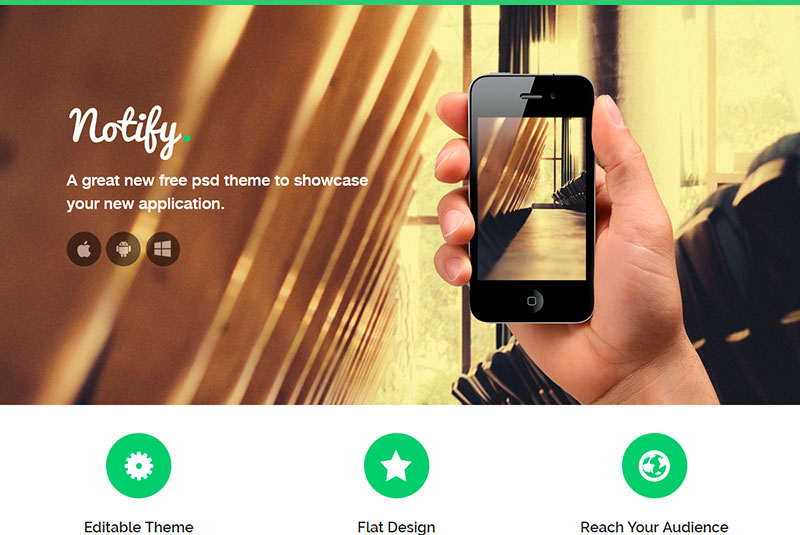 Notify.
A great new free psd theme to showcase
your new application.
Editable Theme
Flat Design
Reach Your Audience